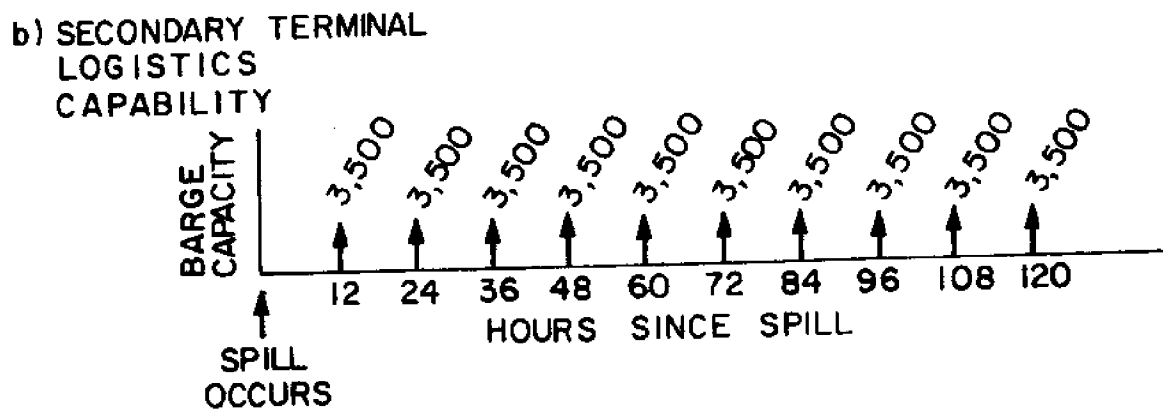 b) SECONDARY TERMINAL
LOGISTICS
CAPABILITY
BARGE
CAPACITY
3,500 3,500 3,500 3,500 3,500 3,500 3,500 3,500 3,500 3,500
12 24 36 48 60 72 84 96 108 120
HOURS SINCE SPILL
SPILL
OCCURS